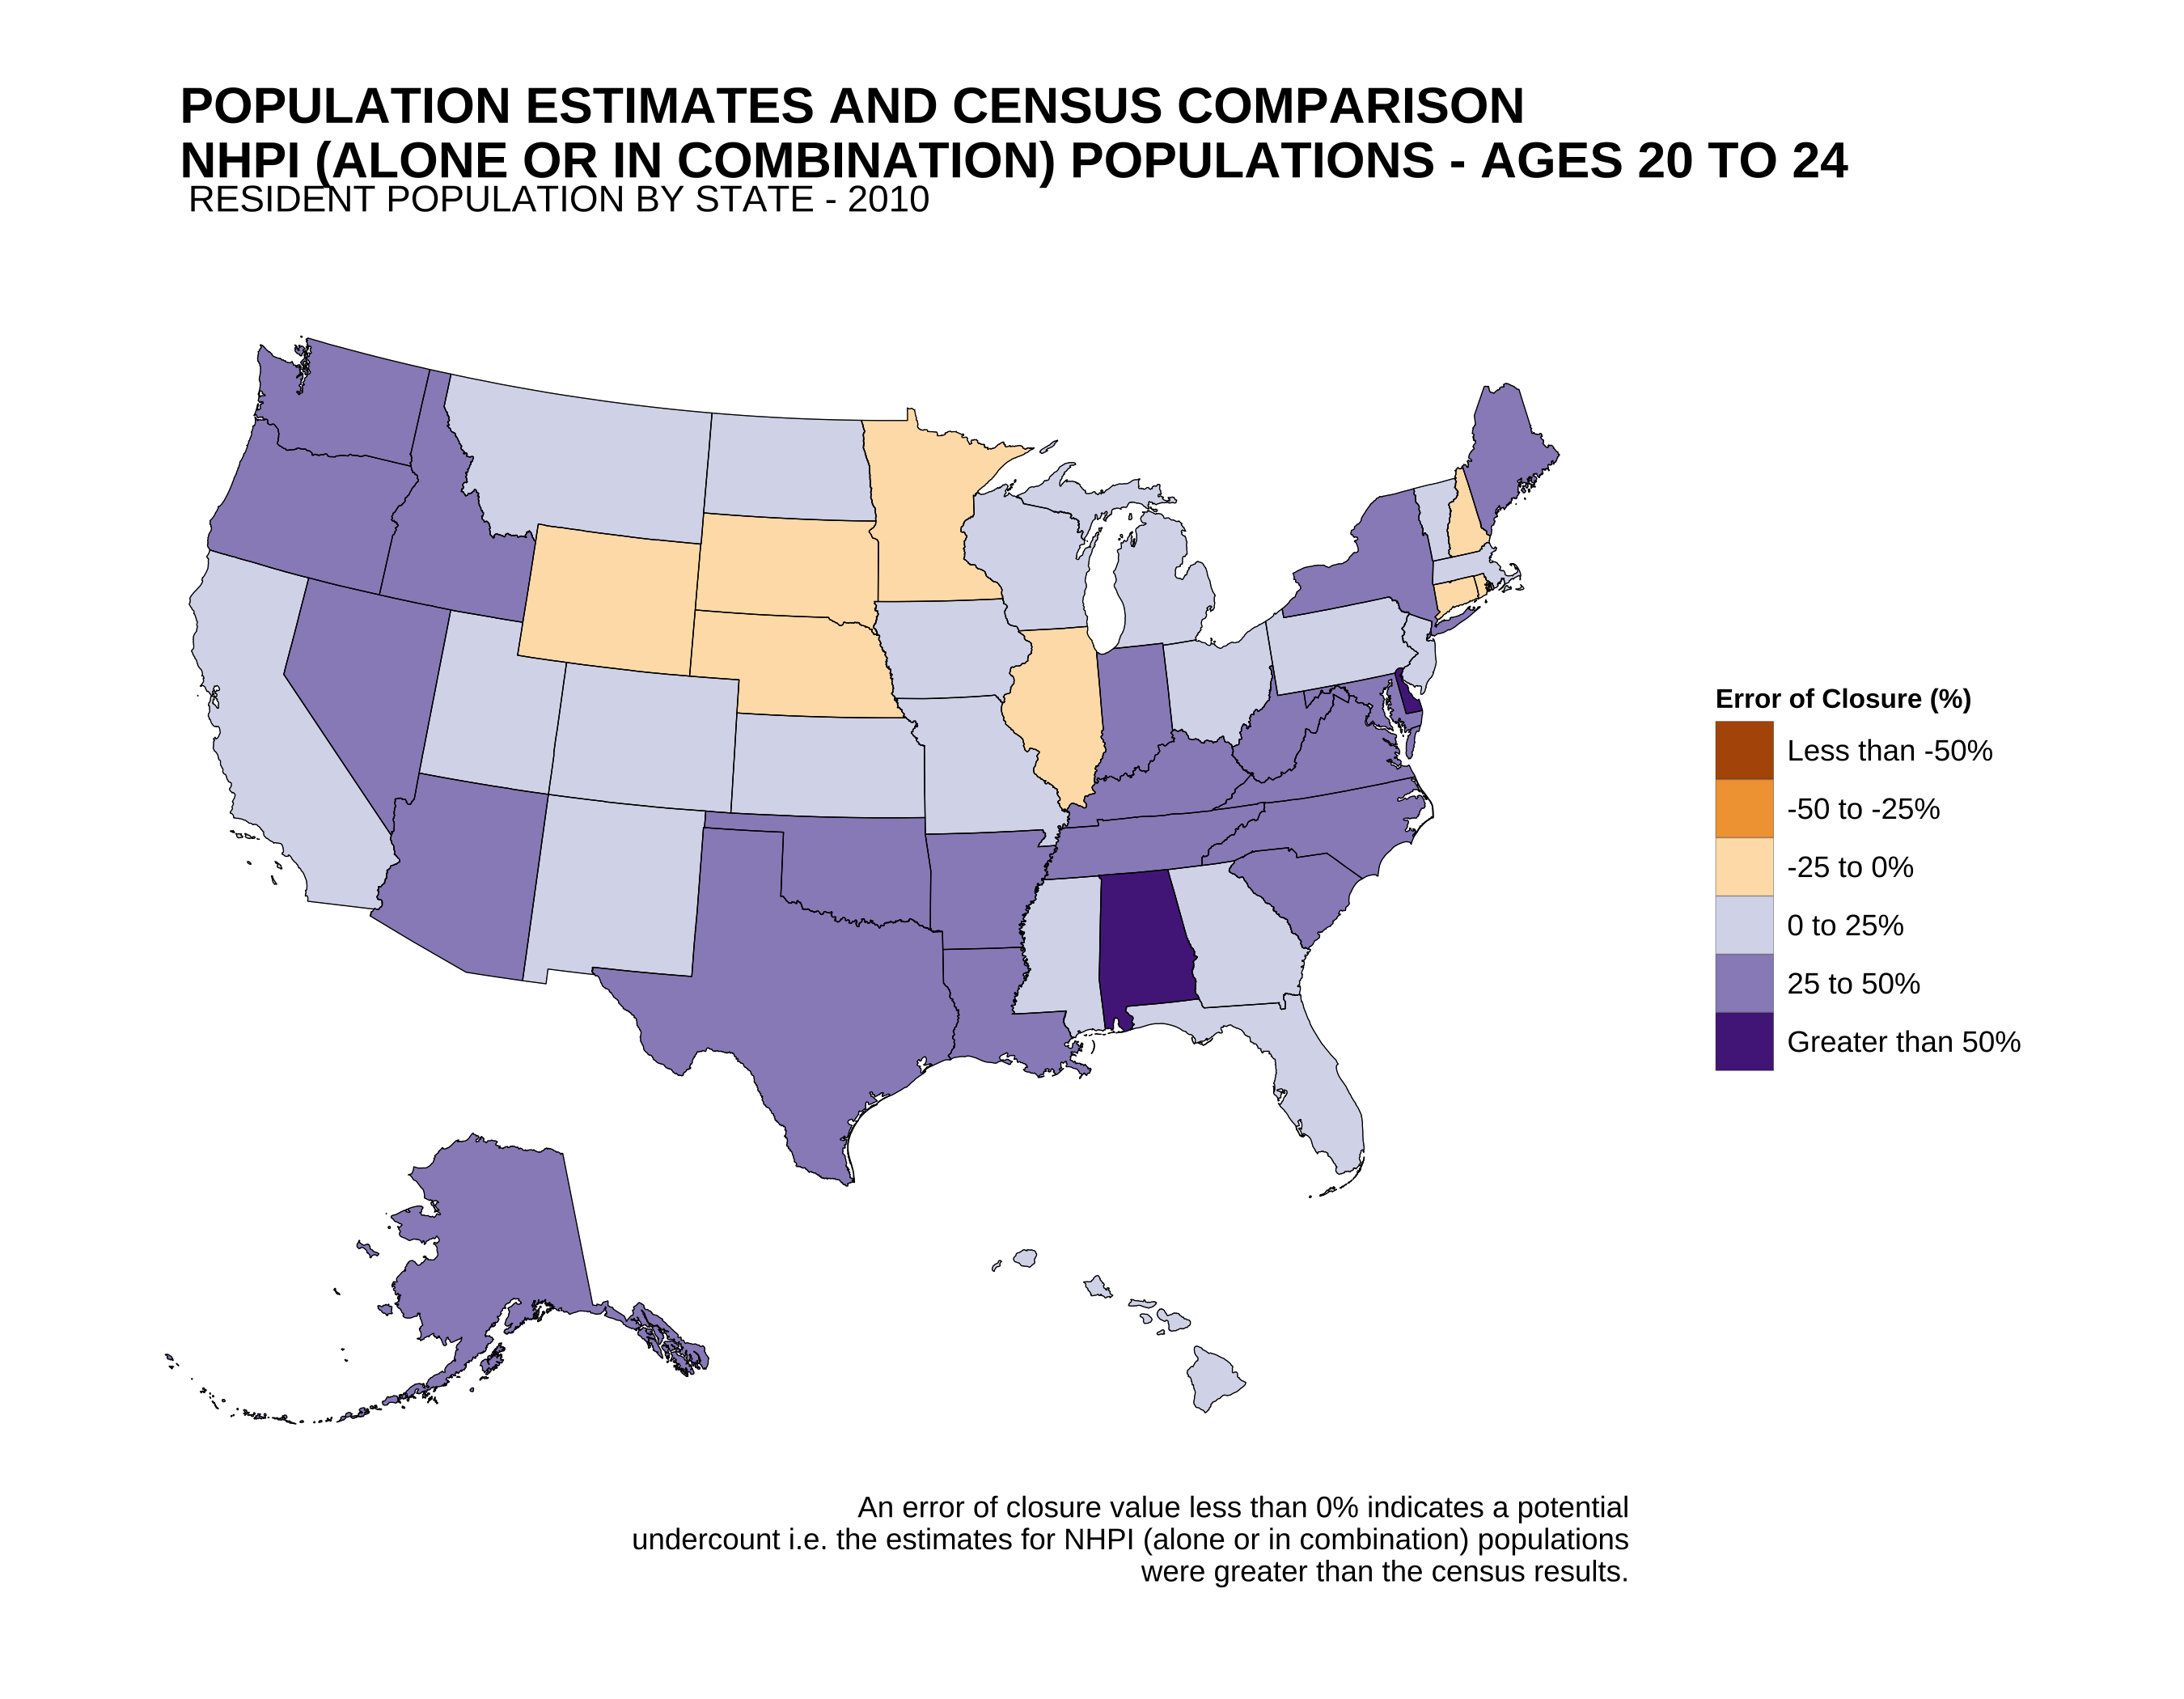 POPULATION ESTIMATES AND CENSUS COMPARISON
NHPI (ALONE OR IN COMBINATION) POPULATIONS - AGES 20 TO 24
RESIDENT POPULATION BY STATE - 2010
Error of Closure (%)
Less than -50%
-50 to -25%
-25 to 0%
0 to 25%
25 to 50%
Greater than 50%
An error of closure value less than 0% indicates a potential
undercount i.e. the estimates for NHPI (alone or in combination) populations
were greater than the census results.